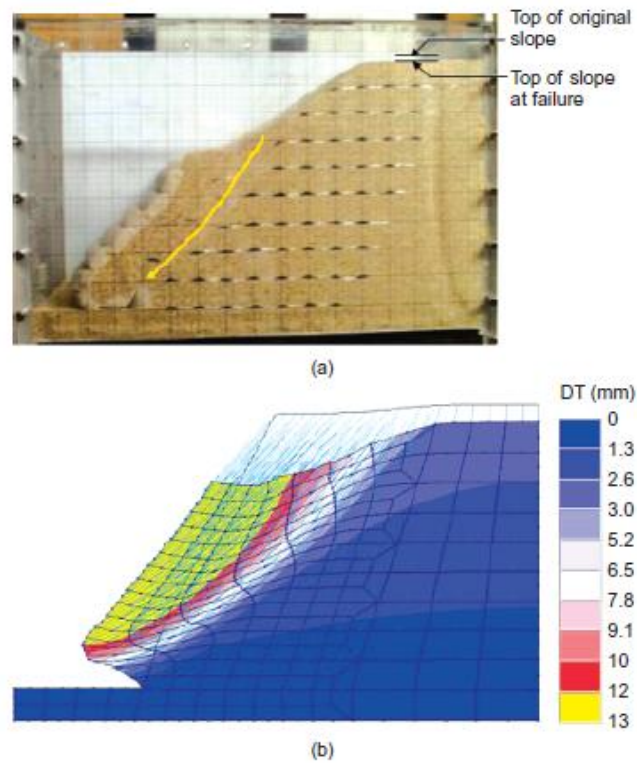 Top of original
slope
Top of slope
at failure
(a)
DT (mm)
0
1.3
2.6
3.0
5.2
6.5
7.8
9.1
10
12
13
(b)